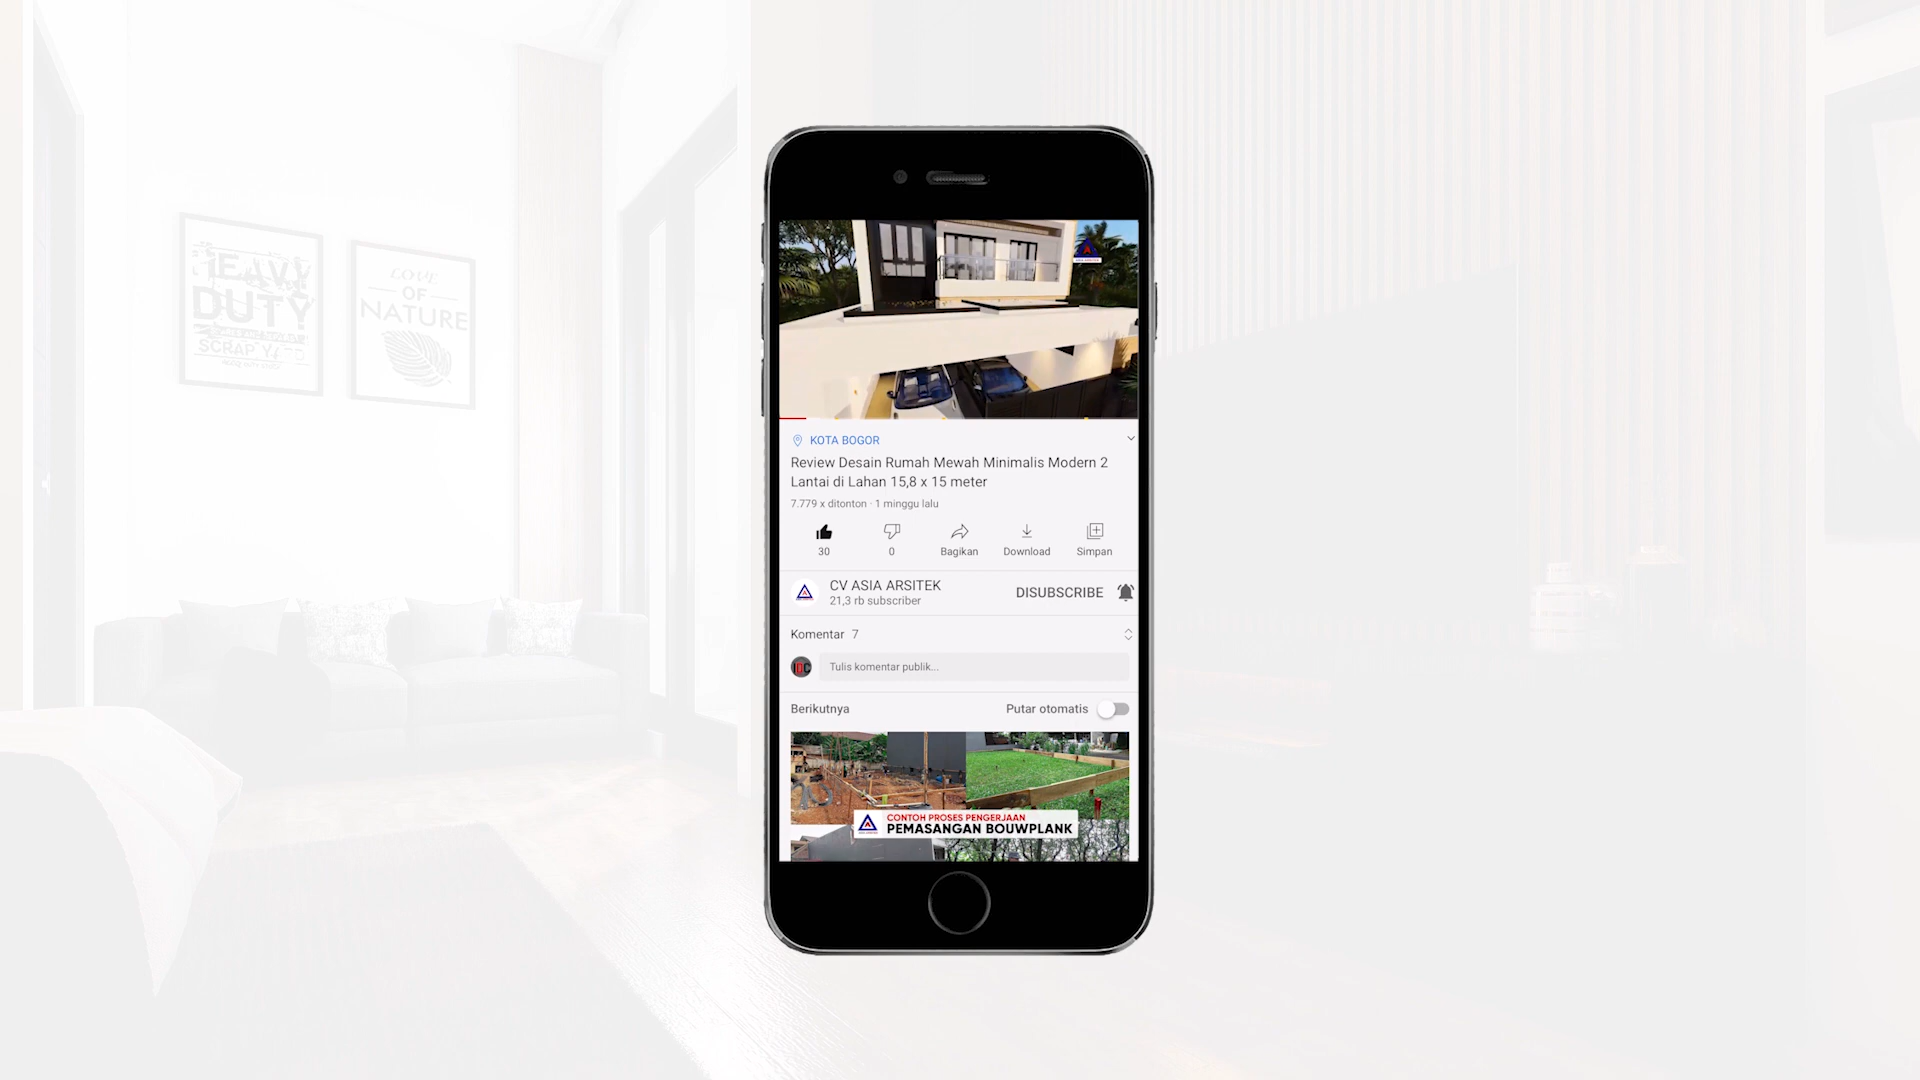 HEAVY
DUTY
SCRAP
LOVE
OF
NATURE
KOTA BOGOR
Review Desain Rumah Mewah Minimalis Modern 2
Lantai di Lahan 15,8 x 15 meter
7.779 x ditonton · 1 minggu lalu
30
0
Bagikan
Download
Simpan
CV ASIA ARSITEK
DISUBSCRIBE
21,3 rb subscriber
Komentar 7
Tulis komentar publik...
Berikutnya
Putar otomatis
CONTOH PROSES PENGERJAAN
PEMASANGAN BOUWPLANK